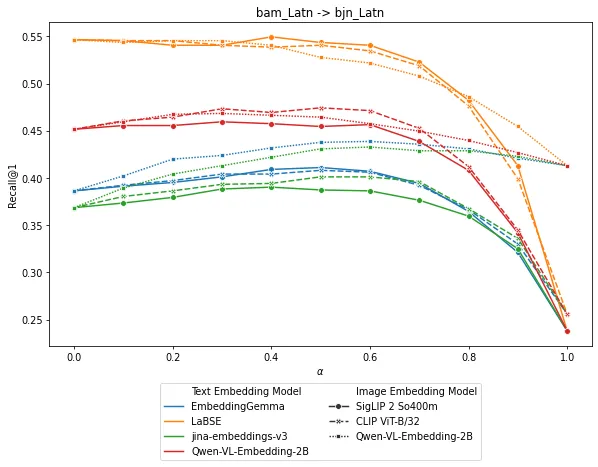 bam_Latn -> bjn_Latn
Recall@1
0.55
0.50
0.45
0.40
0.35
0.30
0.25
0.0 0.2 0.4 0.6 0.8 1.0
α
Text Embedding Model
EmbeddingGemma
LaBSE
jina-embeddings-v3
Qwen-VL-Embedding-2B
Image Embedding Model
SigLIP 2 So400m
CLIP ViT-B/32
Qwen-VL-Embedding-2B